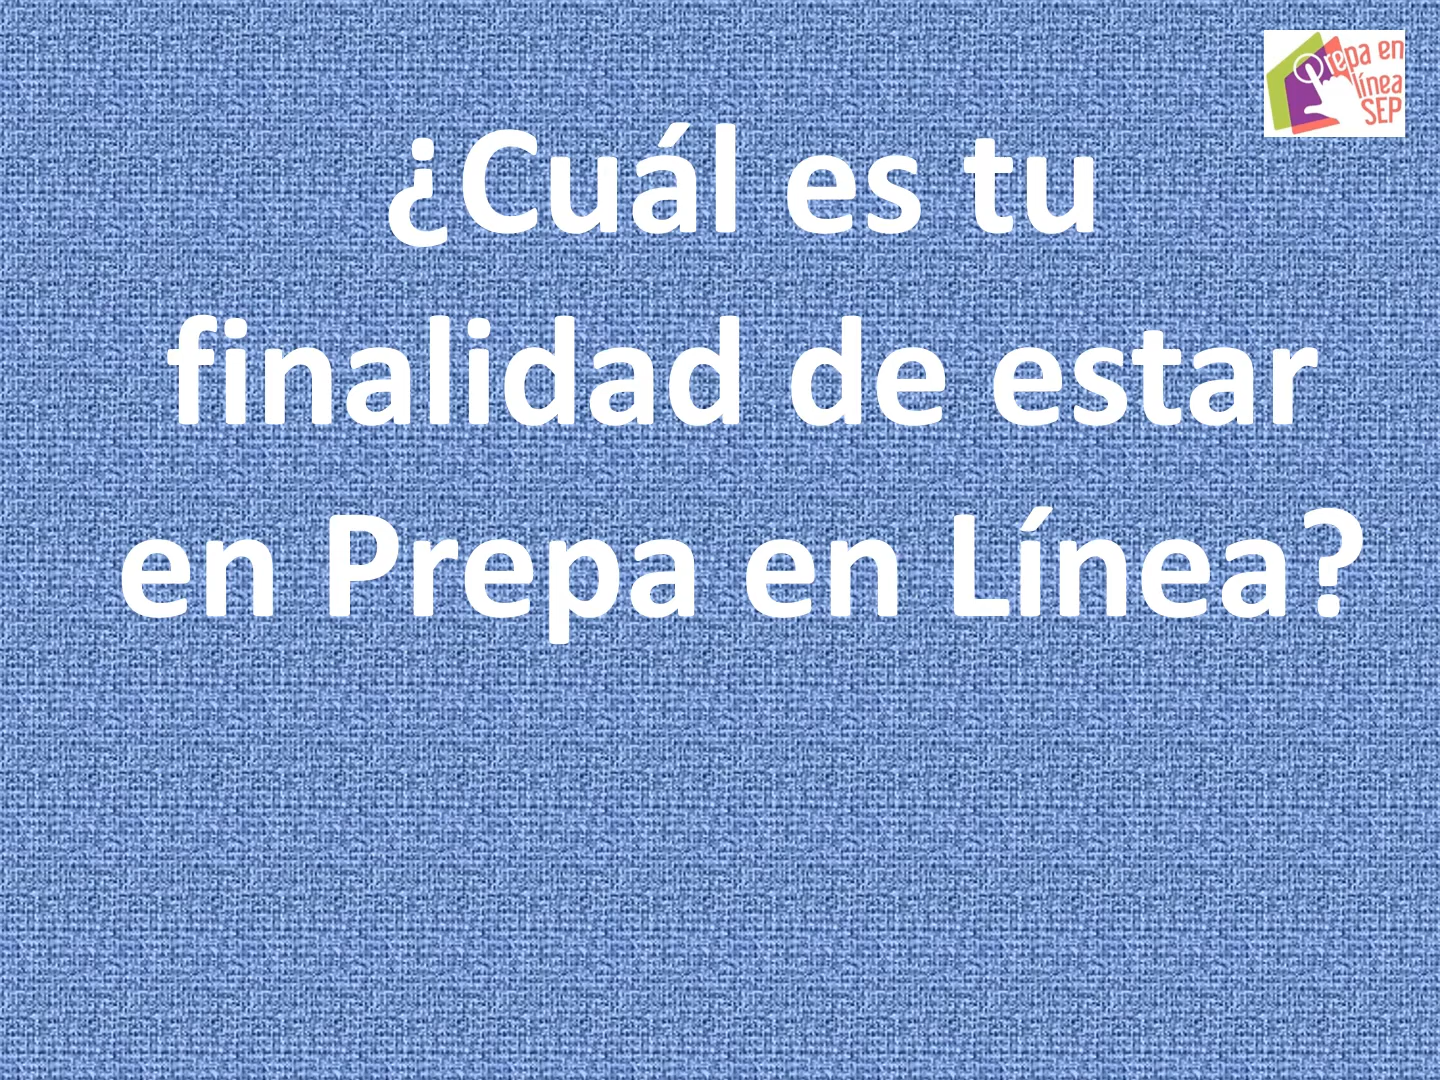 Prepa en
línea
SEP
¿Cuál es tu
finalidad de estar
en Prepa en Línea?